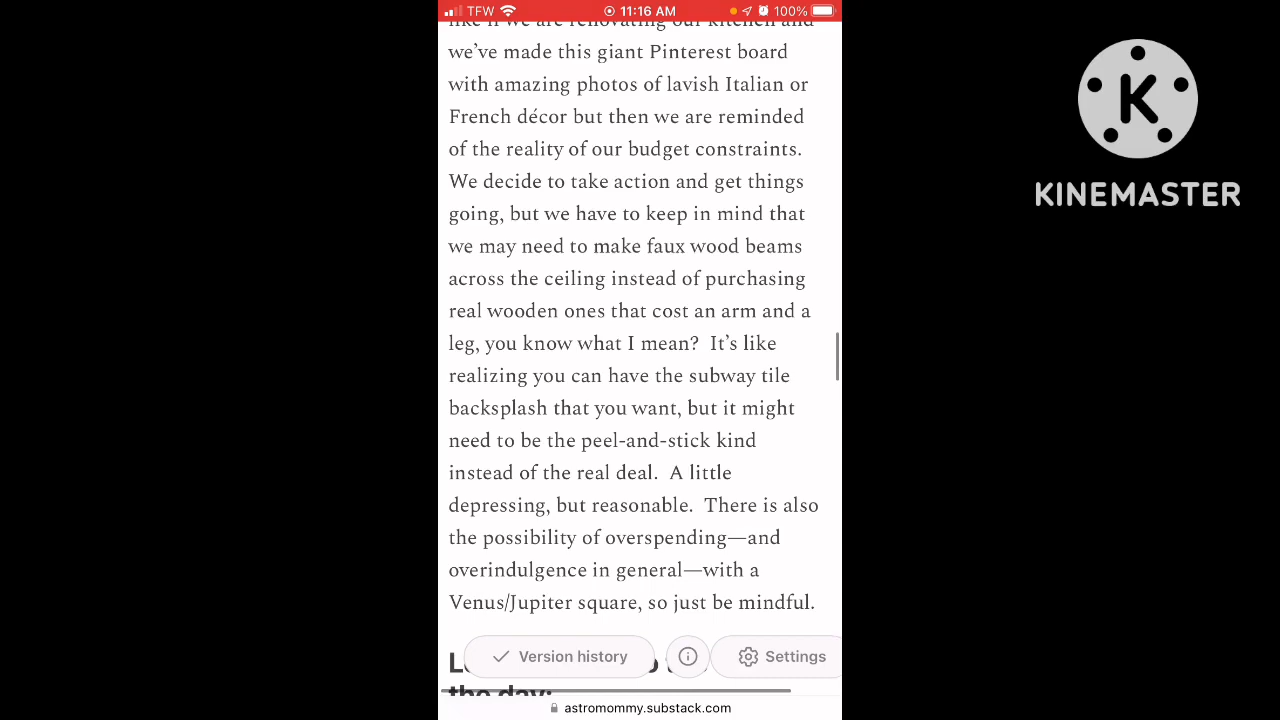 TFW 11:16 AM 100%
we've made this giant Pinterest board
with amazing photos of lavish Italian or
French décor but then we are reminded
of the reality of our budget constraints.
We decide to take action and get things
going, but we have to keep in mind that
we may need to make faux wood beams
across the ceiling instead of purchasing
real wooden ones that cost an arm and a
leg, you know what I mean?  It's like
realizing you can have the subway tile
backsplash that you want, but it might
need to be the peel-and-stick kind
instead of the real deal.  A little
depressing, but reasonable.  There is also
the possibility of overspending—and
overindulgence in general—with a
Venus/Jupiter square, so just be mindful.
Version history
Settings
the day:
astromommy.substack.com
K
KINEMASTER